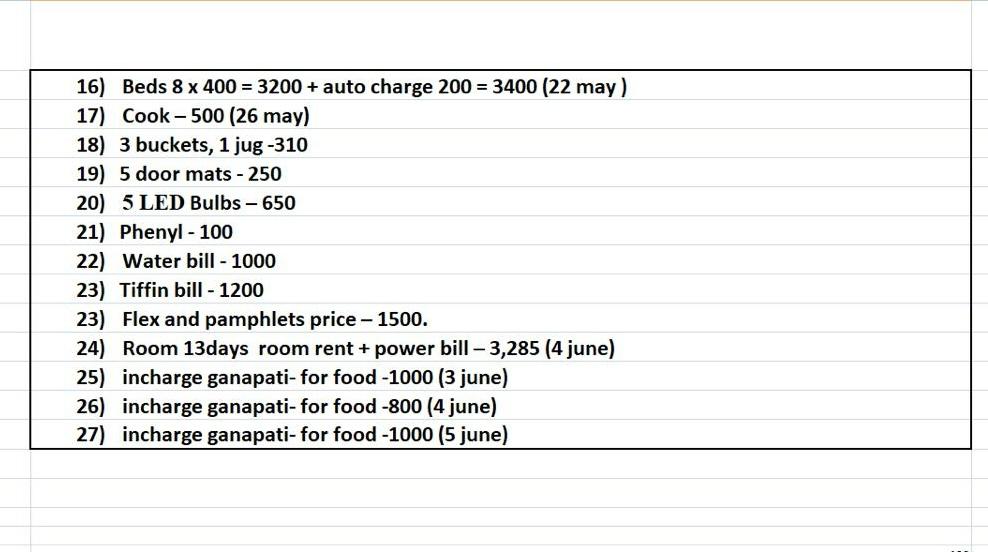 16) Beds 8 x 400 = 3200 + auto charge 200 = 3400 (22 may )
17) Cook – 500 (26 may)
18) 3 buckets, 1 jug -310
19) 5 door mats - 250
20) 5 LED Bulbs – 650
21) Phenyl - 100
22) Water bill - 1000
23) Tiffin bill - 1200
23) Flex and pamphlets price – 1500.
24) Room 13days room rent + power bill – 3,285 (4 june)
25) incharge ganapati- for food -1000 (3 june)
26) incharge ganapati- for food -800 (4 june)
27) incharge ganapati- for food -1000 (5 june)